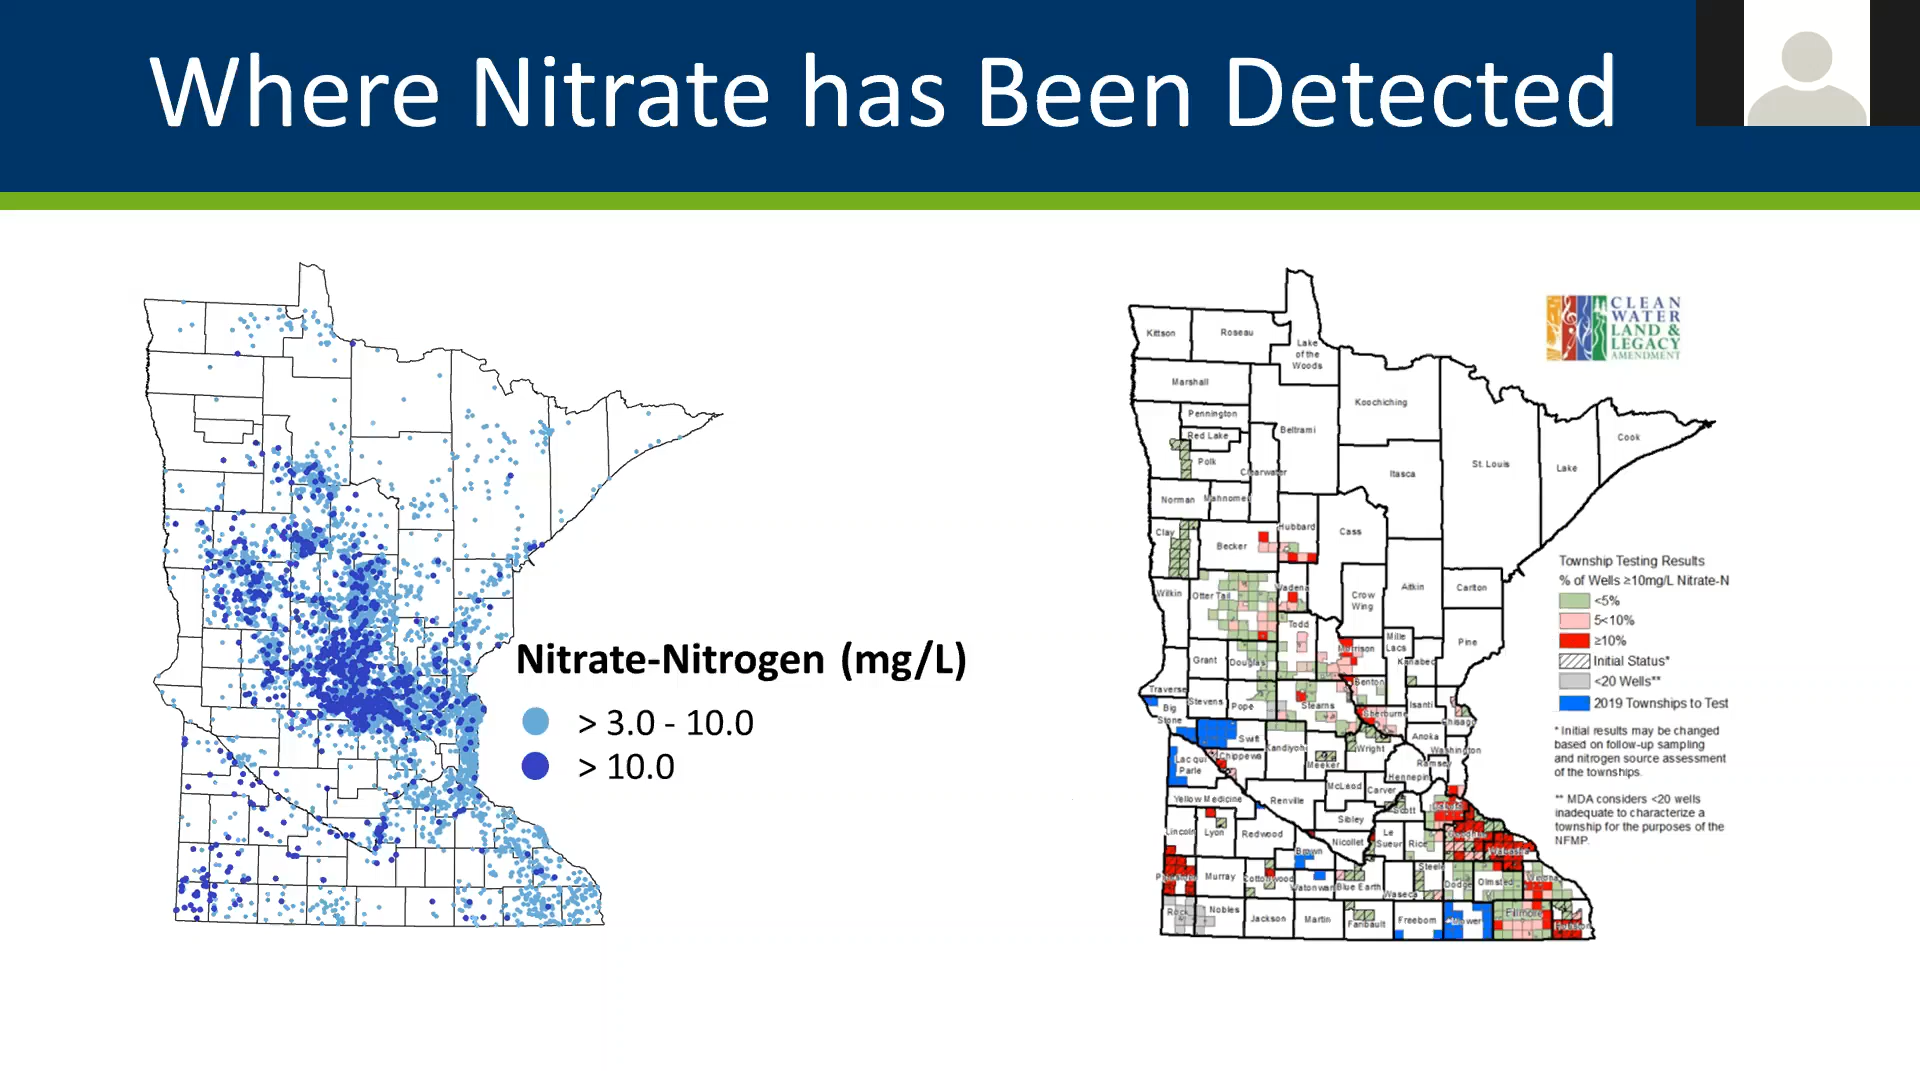 Where Nitrate has Been Detected
Nitrate-Nitrogen (mg/L)
> 3.0 - 10.0
> 10.0
CLEAN
WATER
LAND &
LEGACY
AMENDMENT
Kittson
Roseau
Lake
of the
Woods
Marshall
Koochiching
Pennington
Red Lake
Beltrami
Cook
Polk
Clearwater
Itasca
St. Louis
Lake
Norman
Mahnomen
Hubbard
Cass
Clay
Becker
Wilkin
Otter Tail
Wadena
Crow
Wing
Aitkin
Carlton
Todd
Mille
Lacs
Pine
Morrison
Kanabec
Grant
Douglas
Benton
Traverse
Big
Stone
Stevens
Pope
Stearns
Sherburne
Isanti
Chisago
Swift
Kandiyohi
Wright
Anoka
Washington
Lac qui
Parle
Chippewa
Meeker
Ramsey
Hennepin
McLeod
Carver
Yellow Medicine
Renville
Scott
Sibley
Lincoln
Lyon
Redwood
Nicollet
Le
Sueur
Rice
Brown
Steele
Murray
Cottonwood
Watonwan
Blue Earth
Waseca
Dodge
Olmsted
Winona
Rock
Nobles
Jackson
Martin
Faribault
Freeborn
Mower
Fillmore
Houston
Township Testing Results
% of Wells ≥10mg/L Nitrate-N
<5%
5<10%
≥10%
Initial Status*
<20 Wells**
2019 Townships to Test
* Initial results may be changed
based on follow-up sampling
and nitrogen source assessment
of the townships.
** MDA considers <20 wells
inadequate to characterize a
township for the purposes of the
NFMP.